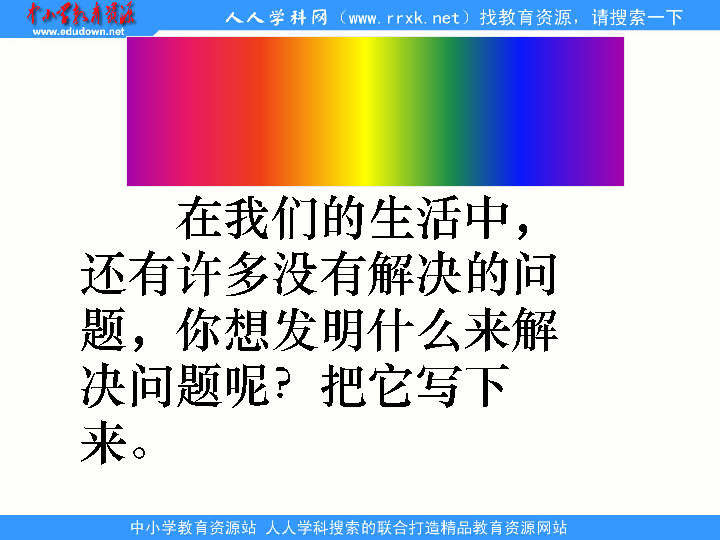 中小学教育资源
www.edudown.net
人人学科网（www.rrxk.net）找教育资源，请搜索一下
在我们的生活中，
还有许多没有解决的问
题，你想发明什么来解
决问题呢？把它写下
来。
中小学教育资源站 人人学科搜索的联合打造精品教育资源网站